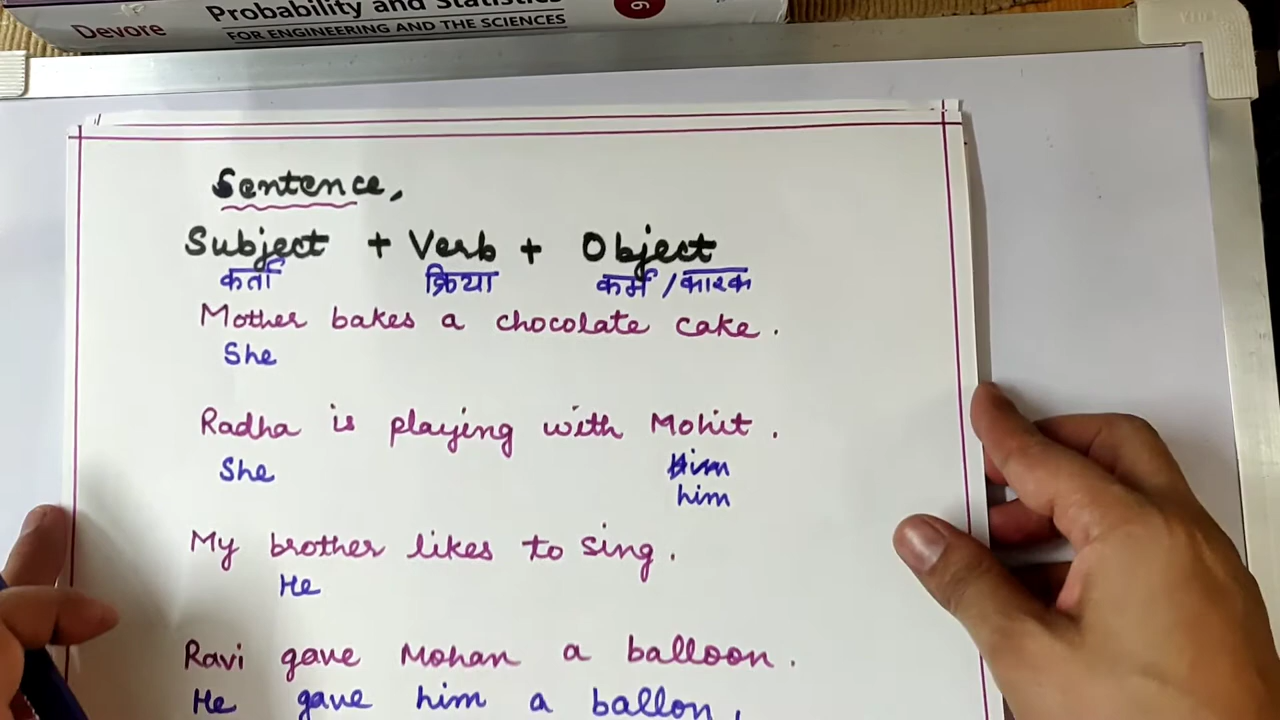 Probability and Statistics
Devore
FOR ENGINEERING AND THE SCIENCES
9
Sentence,
Subject + Verb + Object
कर्ता क्रिया कर्म / कारक
Mother bakes a chocolate cake.
She
Radha is playing with Mohit.
She Him
him
My brother likes to sing.
He
Ravi gave Mohan a balloon.
He gave him a ballon.